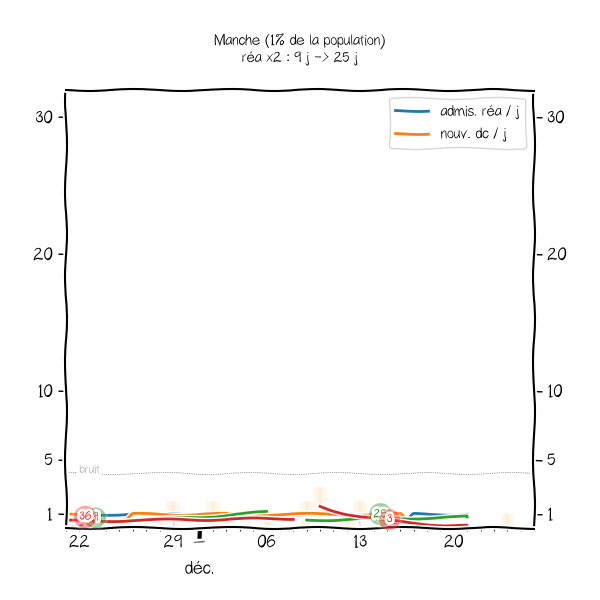 Manche (1% de la population)
réa x2 : 9 j -> 25 j
admis. réa / j
nouv. dc / j
30 30
20 20
10 10
5 5
bruit
1 1
36 9 25 3
22 29 06 13 20
déc.